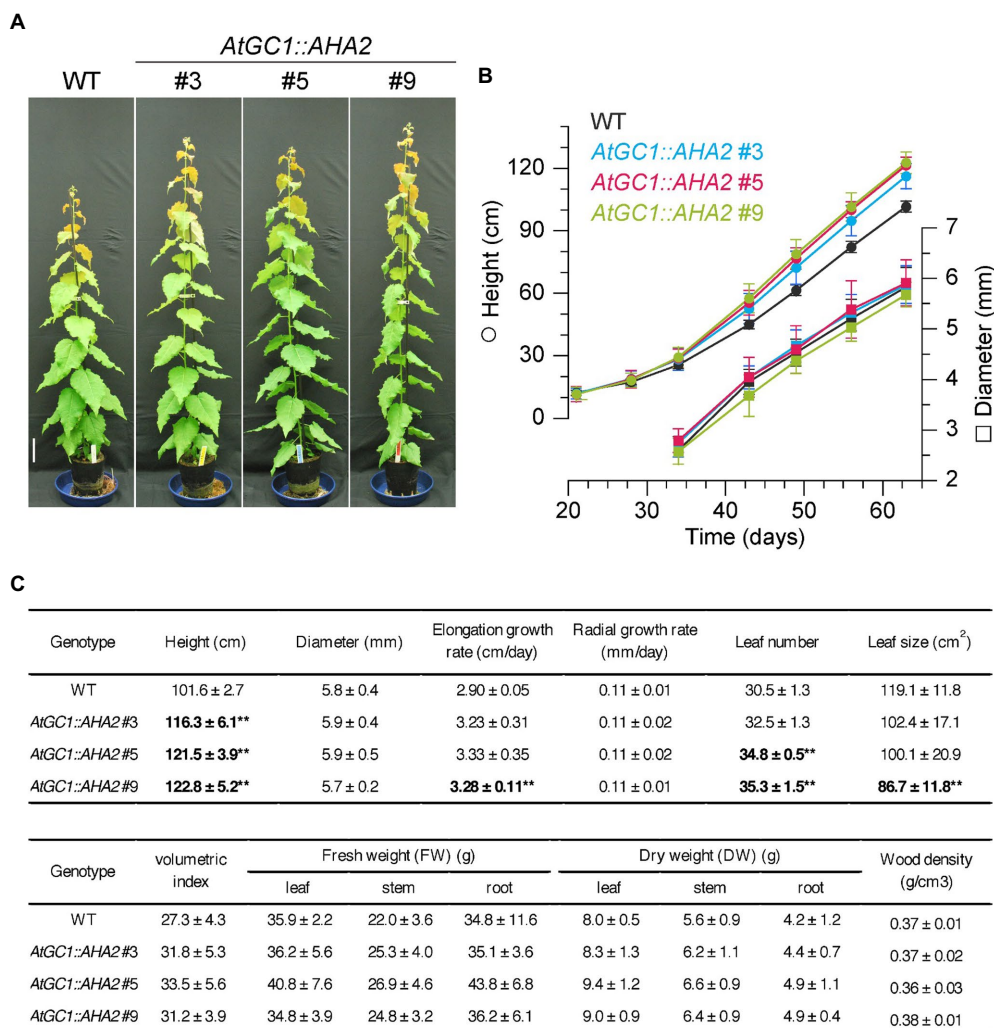 A
AtGC1::AHA2
WT #3 #5 #9
B
WT
AtGC1::AHA2 #3
AtGC1::AHA2 #5
AtGC1::AHA2 #9
Height (cm)
120
90
60
30
0
Diameter (mm)
7
6
5
4
3
2
20 30 40 50 60
Time (days)
C
Genotype Height (cm) Diameter (mm) Elongation growth rate (cm/day) Radial growth rate (mm/day) Leaf number Leaf size (cm²)
WT 101.6 ± 2.7 5.8 ± 0.4 2.90 ± 0.05 0.11 ± 0.01 30.5 ± 1.3 119.1 ± 11.8
AtGC1::AHA2 #3 116.3 ± 6.1** 5.9 ± 0.4 3.23 ± 0.31 0.11 ± 0.02 32.5 ± 1.3 102.4 ± 17.1
AtGC1::AHA2 #5 121.5 ± 3.9** 5.9 ± 0.5 3.33 ± 0.35 0.11 ± 0.02 34.8 ± 0.5** 100.1 ± 20.9
AtGC1::AHA2 #9 122.8 ± 5.2** 5.7 ± 0.2 3.28 ± 0.11** 0.11 ± 0.01 35.3 ± 1.5** 86.7 ± 11.8**
Genotype volumetric index Fresh weight (FW) (g) Dry weight (DW) (g) Wood density (g/cm3)
leaf stem root leaf stem root
WT 27.3 ± 4.3 35.9 ± 2.2 22.0 ± 3.6 34.8 ± 11.6 8.0 ± 0.5 5.6 ± 0.9 4.2 ± 1.2 0.37 ± 0.01
AtGC1::AHA2 #3 31.8 ± 5.3 36.2 ± 5.6 25.3 ± 4.0 35.1 ± 3.6 8.3 ± 1.3 6.2 ± 1.1 4.4 ± 0.7 0.37 ± 0.02
AtGC1::AHA2 #5 33.5 ± 5.6 40.8 ± 7.6 26.9 ± 4.6 43.8 ± 6.8 9.4 ± 1.2 6.6 ± 0.9 4.9 ± 1.1 0.36 ± 0.03
AtGC1::AHA2 #9 31.2 ± 3.9 34.8 ± 3.9 24.8 ± 3.2 36.2 ± 6.1 9.0 ± 0.9 6.4 ± 0.9 4.9 ± 0.4 0.38 ± 0.01